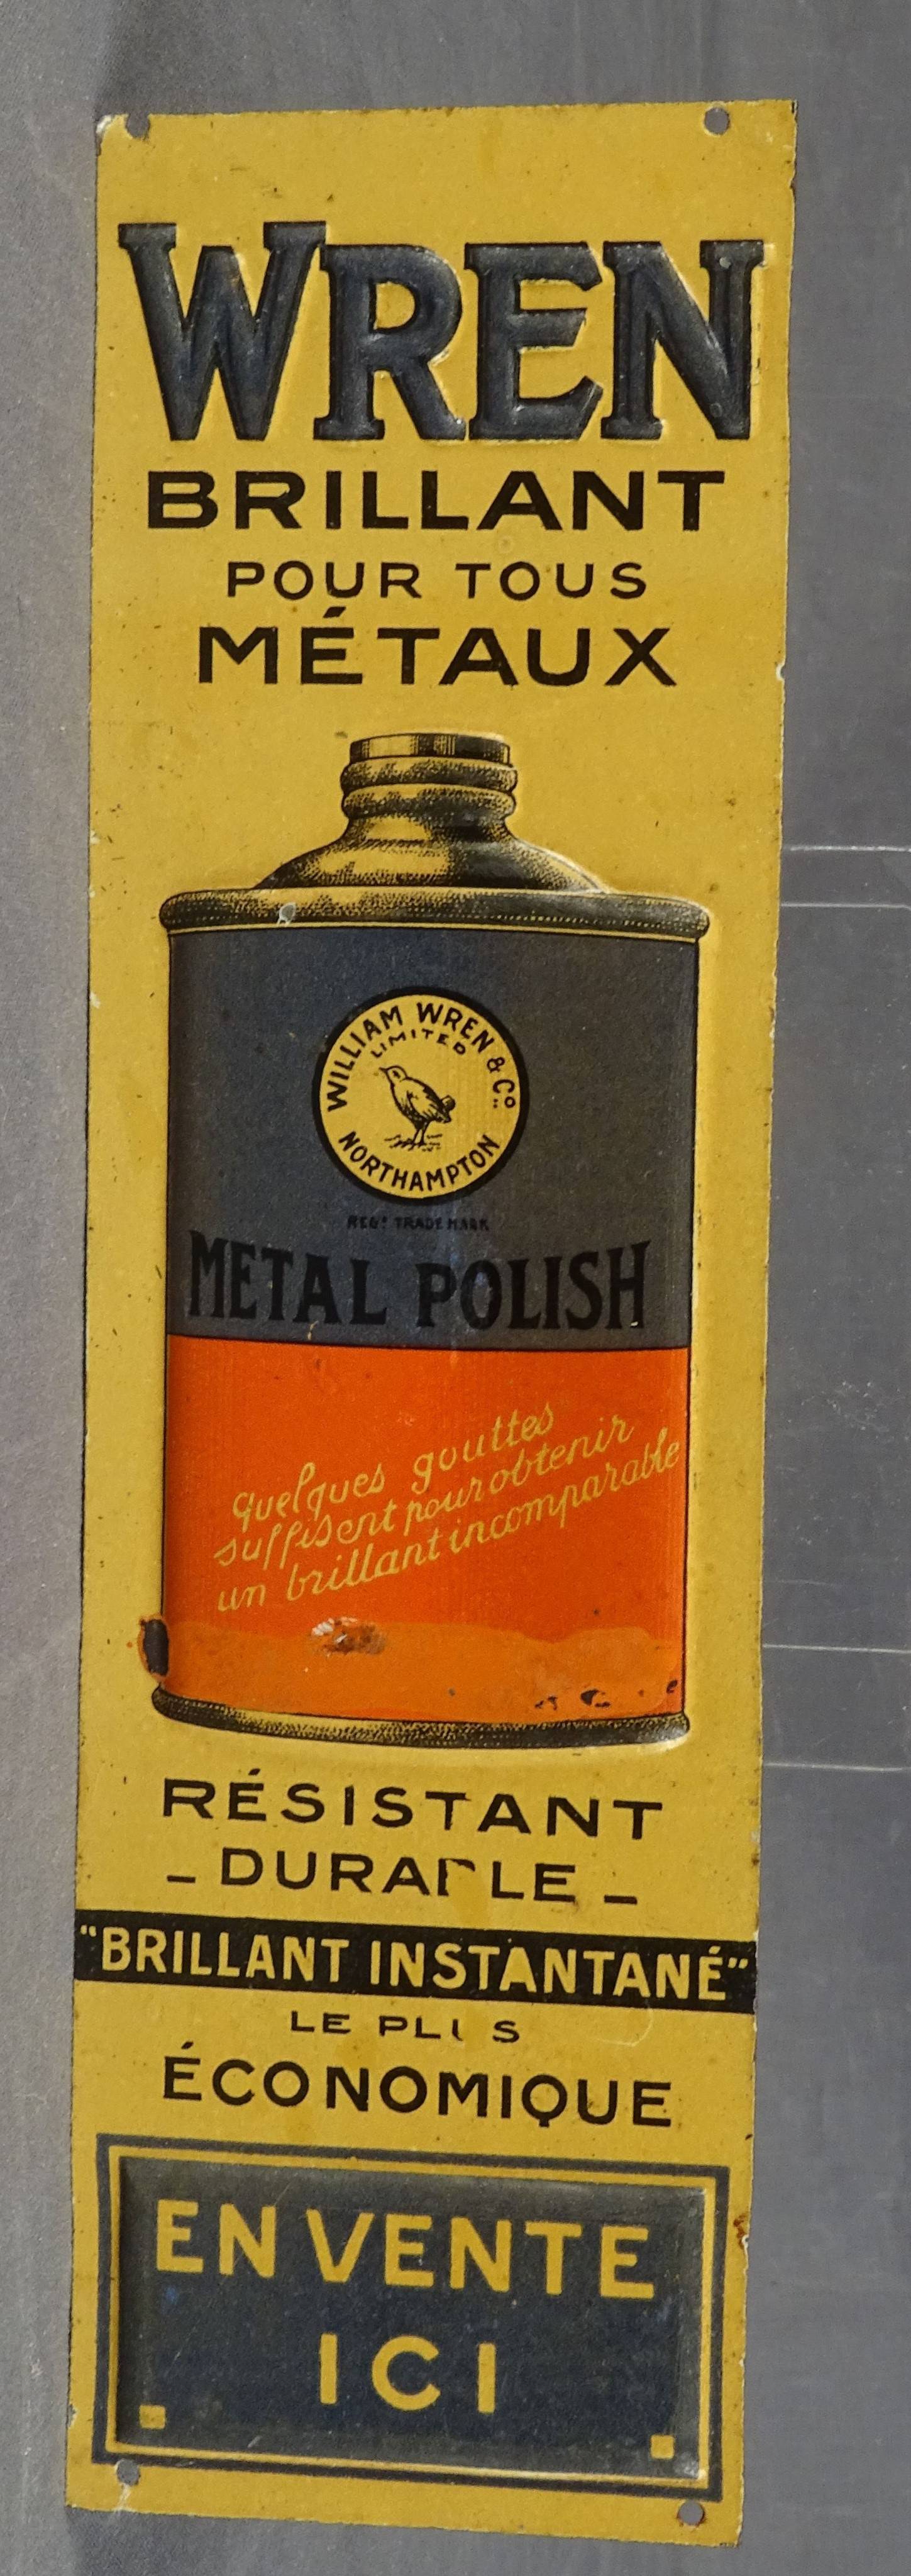 WREN
BRILLANT
POUR TOUS
MÉTAUX
WILLIAM WREN & Cº
LIMITED
NORTHAMPTON
REGD TRADE MARK
METAL POLISH
quelques gouttes
suffisent pour obtenir
un brillant incomparable
RÉSISTANT
_ DURABLE _
"BRILLANT INSTANTANÉ"
LE PLUS
ÉCONOMIQUE
EN VENTE
ICI